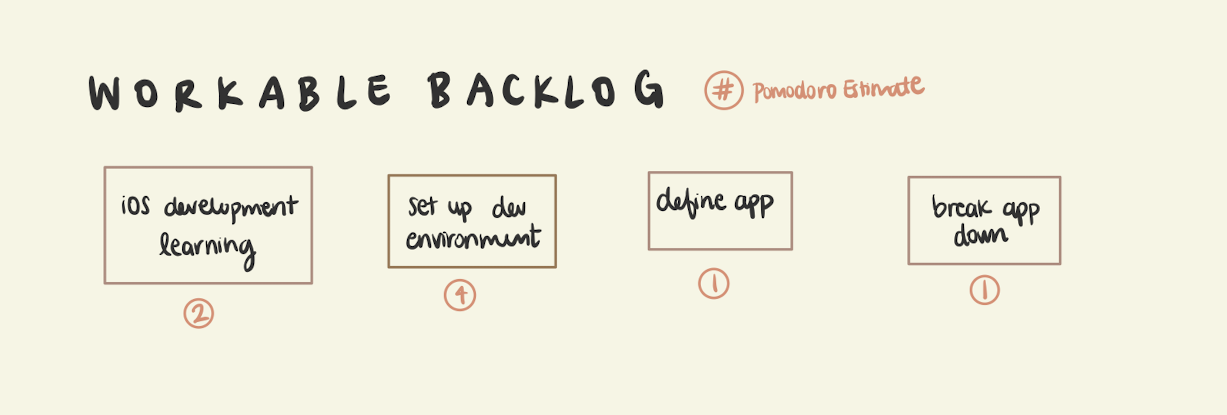 WORKABLE BACKLOG # Pomodoro Estimate
iOS development
learning
2
set up dev
environment
4
define app
1
break app
down
1